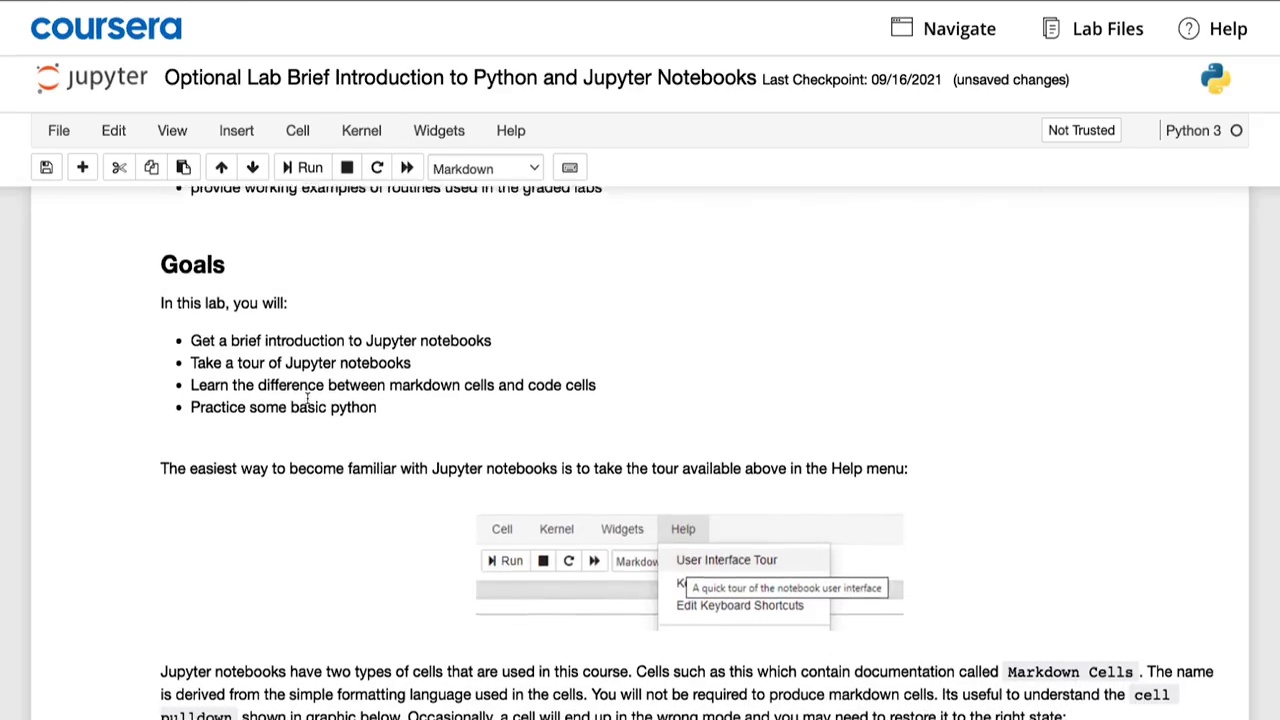 coursera
Navigate
Lab Files
? Help
jupyter Optional Lab Brief Introduction to Python and Jupyter Notebooks Last Checkpoint: 09/16/2021 (unsaved changes)
File Edit View Insert Cell Kernel Widgets Help
Not Trusted
Python 3
Run
Markdown
• provide working examples of routines used in the graded labs
Goals
In this lab, you will:
• Get a brief introduction to Jupyter notebooks
• Take a tour of Jupyter notebooks
• Learn the difference between markdown cells and code cells
• Practice some basic python
The easiest way to become familiar with Jupyter notebooks is to take the tour available above in the Help menu:
Cell Kernel Widgets Help
Run
Markdow
User Interface Tour
K
A quick tour of the notebook user interface
Edit Keyboard Shortcuts
Jupyter notebooks have two types of cells that are used in this course. Cells such as this which contain documentation called Markdown Cells . The name
is derived from the simple formatting language used in the cells. You will not be required to produce markdown cells. Its useful to understand the cell
pulldown shown in graphic below. Occasionally, a cell will end up in the wrong mode and you may need to restore it to the right state: